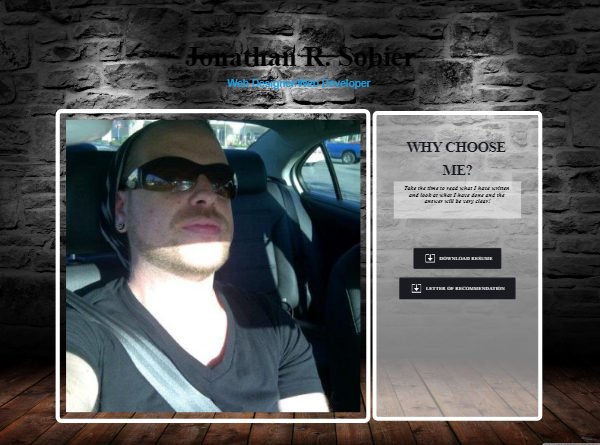 Jonathan R. Sobier
Web Designer/Web Developer
WHY CHOOSE
ME?
Take the time to read what I have written
and look at what I have done and the
answer will be very clear!
DOWNLOAD RESUME
LETTER OF RECOMMENDATION